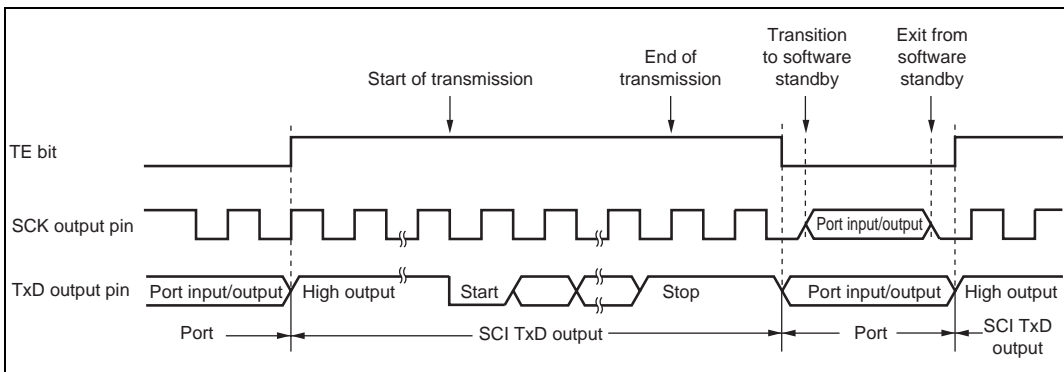 Start of transmission
End of
transmission
Transition
to software
standby
Exit from
software
standby
TE bit
SCK output pin
Port input/output
TxD output pin
Port input/output
High output
Start
Stop
Port input/output
High output
Port
SCI TxD output
Port
SCI TxD
output